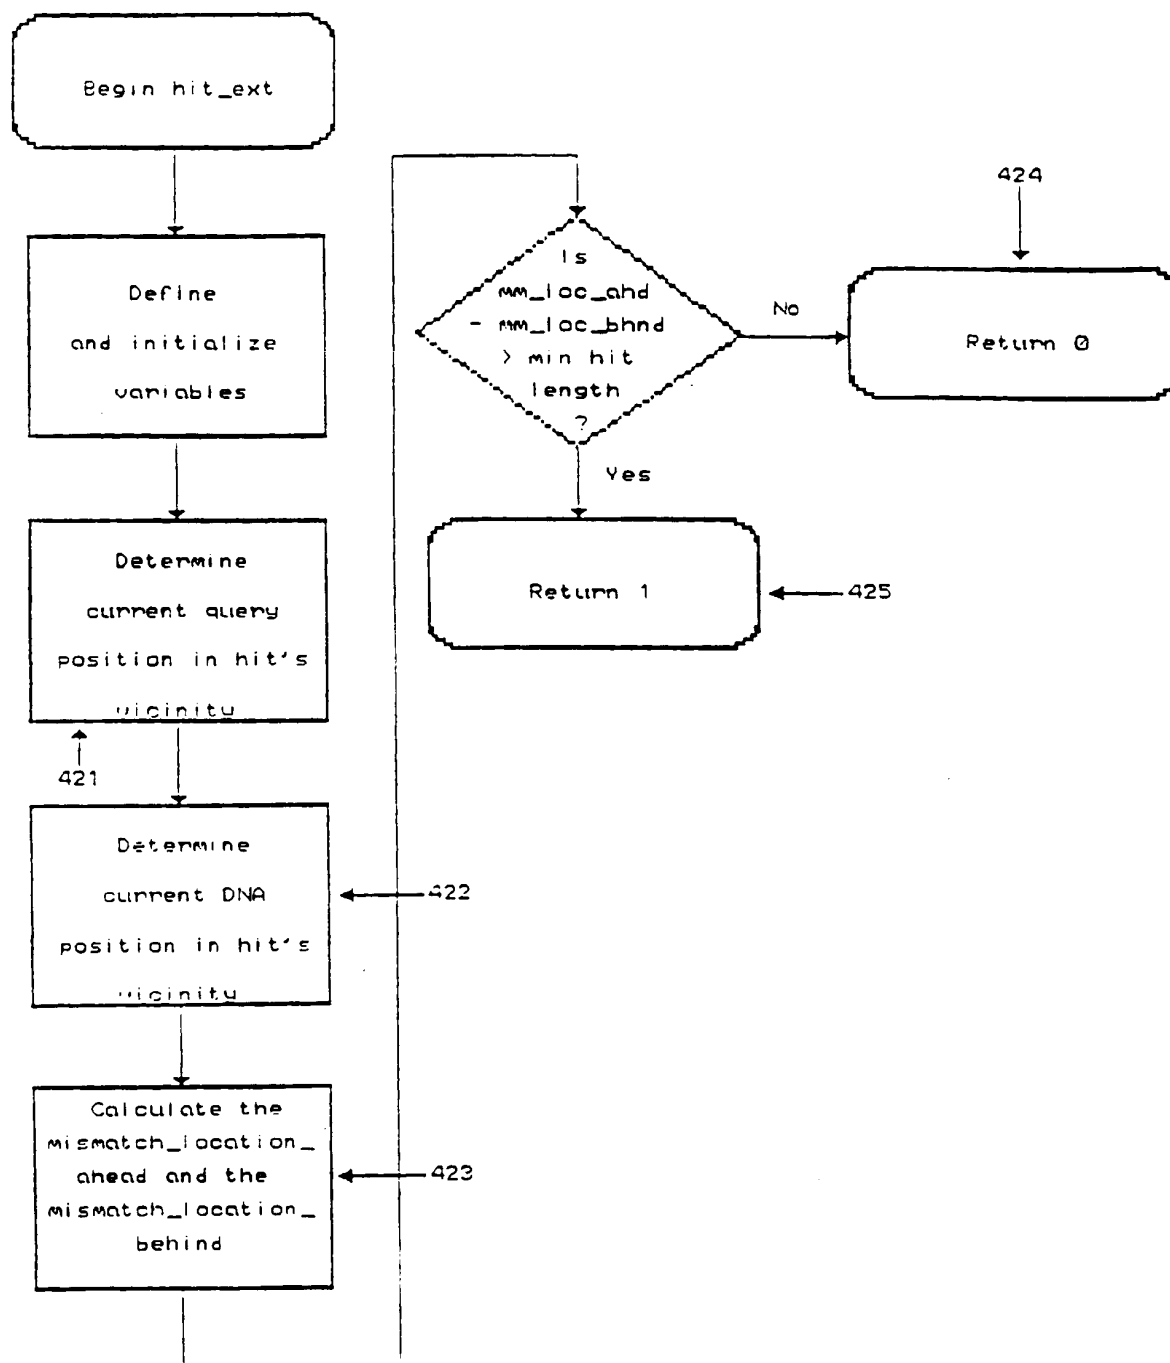 Begin hit_ext
Define
and initialize
variables
Determine
current query
position in hit's
vicinity
421
Determine
current DNA
position in hit's
vicinity
422
Calculate the
mismatch_location_
ahead and the
mismatch_location_
behind
423
Is
mm_loc_ahd
- mm_loc_bhnd
> min hit
length
?
No
Yes
424
Return 0
Return 1
425